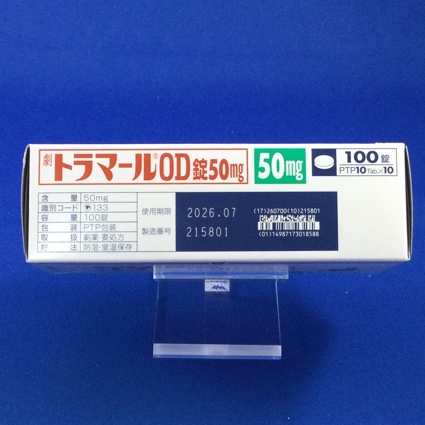 劇 トラマール®OD錠50mg
50mg
100錠
PTP10Tab.×10
含 量 50mg
識別コード 133
容 量 100錠
包 装 PTP包装
取 扱 劇薬・要処方
貯 法 防湿・室温保存
使用期限 2026.07
製造番号 215801
(17)260700(10)215801
(01)14987173018588